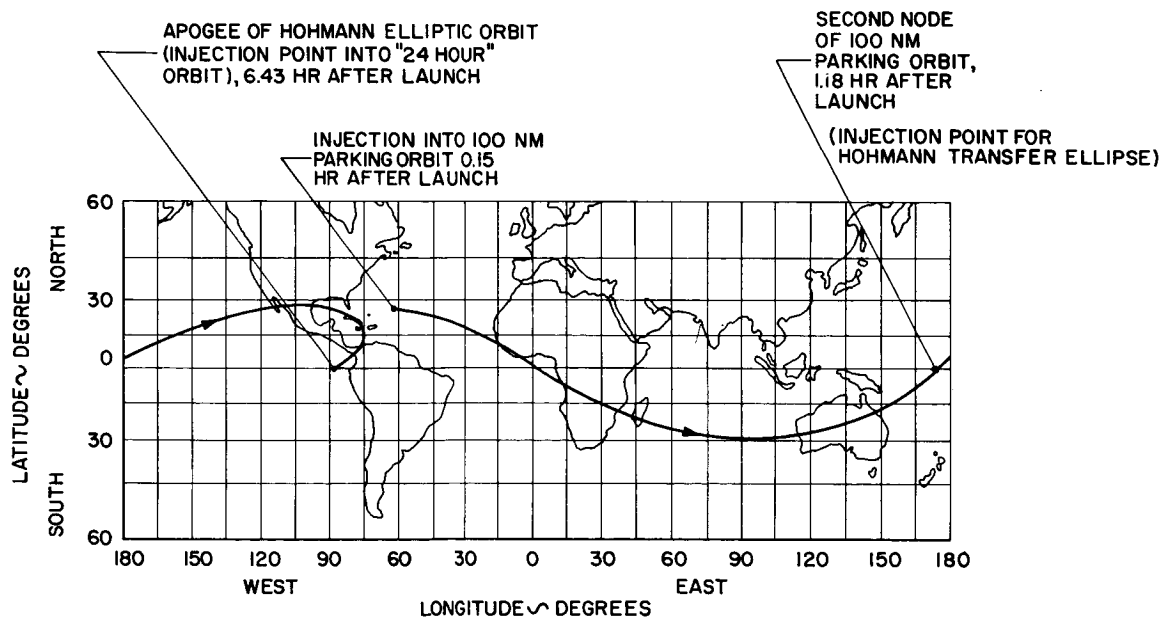 APOGEE OF HOHMANN ELLIPTIC ORBIT
(INJECTION POINT INTO "24 HOUR"
ORBIT), 6.43 HR AFTER LAUNCH
INJECTION INTO 100 NM
PARKING ORBIT 0.15
HR AFTER LAUNCH
SECOND NODE
OF 100 NM
PARKING ORBIT,
1.18 HR AFTER
LAUNCH
(INJECTION POINT FOR
HOHMANN TRANSFER ELLIPSE)
LATITUDE ~ DEGREES
NORTH
SOUTH
60
30
0
30
60
180 150 120 90 60 30 0 30 60 90 120 150 180
WEST EAST
LONGITUDE ~ DEGREES